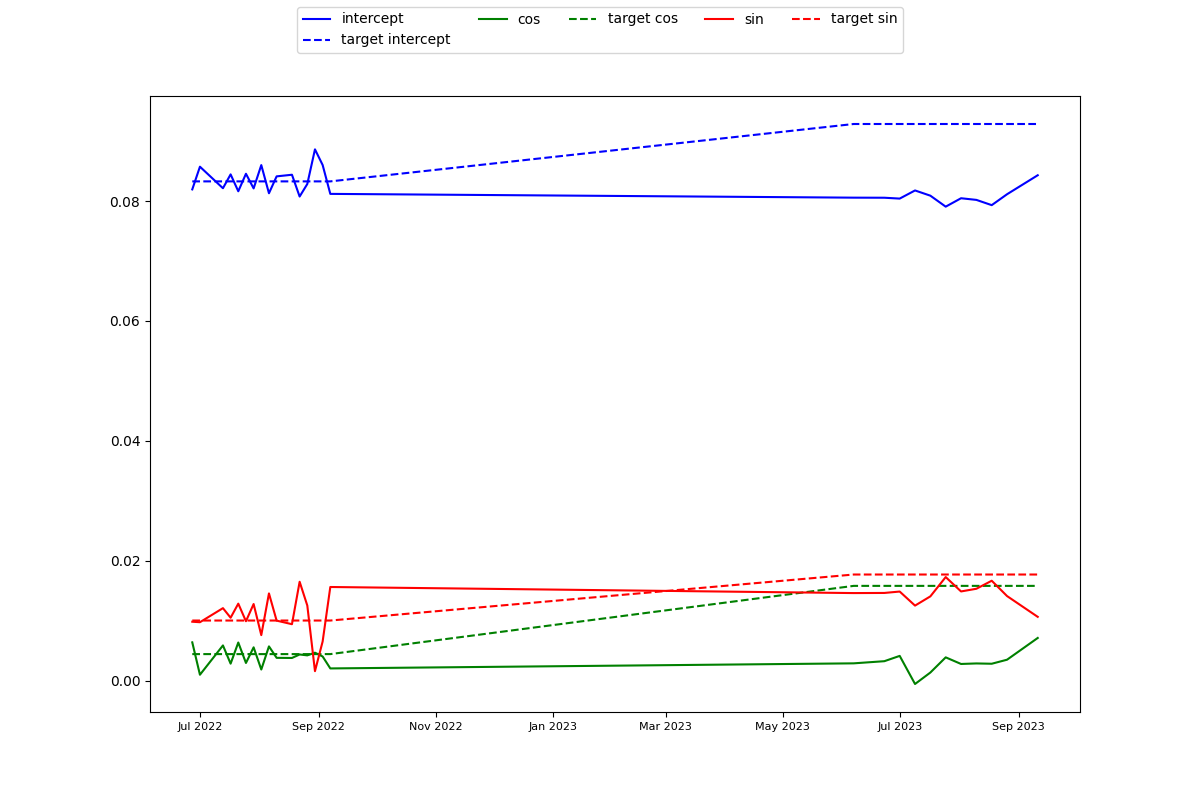 intercept cos target cos sin target sin
target intercept
0.08
0.06
0.04
0.02
0.00
Jul 2022 Sep 2022 Nov 2022 Jan 2023 Mar 2023 May 2023 Jul 2023 Sep 2023